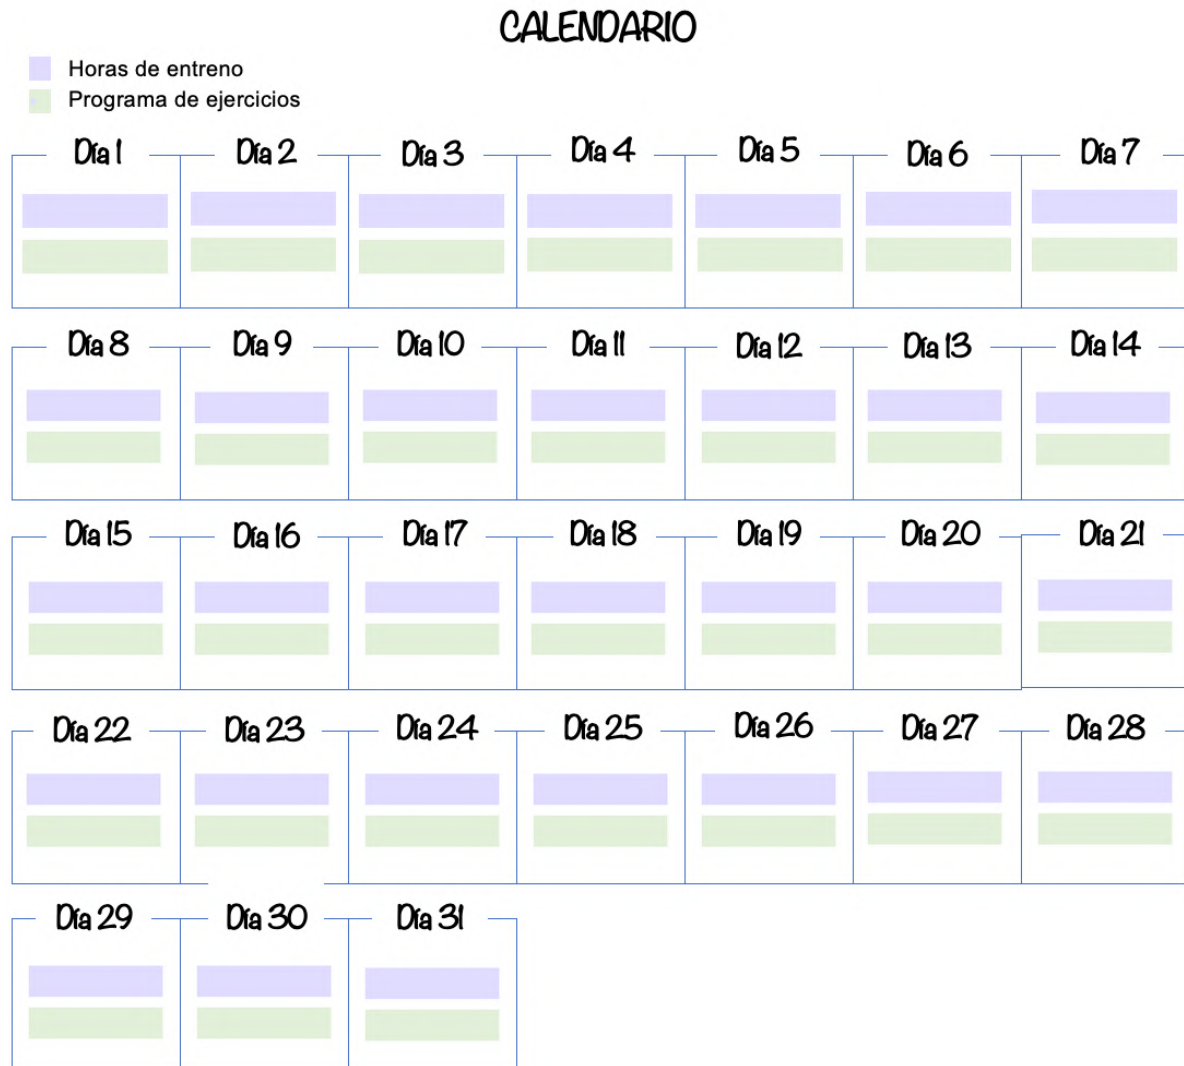 CALENDARIO
Horas de entreno
Programa de ejercicios
Día 1 Día 2 Día 3 Día 4 Día 5 Día 6 Día 7
Día 8 Día 9 Día 10 Día 11 Día 12 Día 13 Día 14
Día 15 Día 16 Día 17 Día 18 Día 19 Día 20 Día 21
Día 22 Día 23 Día 24 Día 25 Día 26 Día 27 Día 28
Día 29 Día 30 Día 31